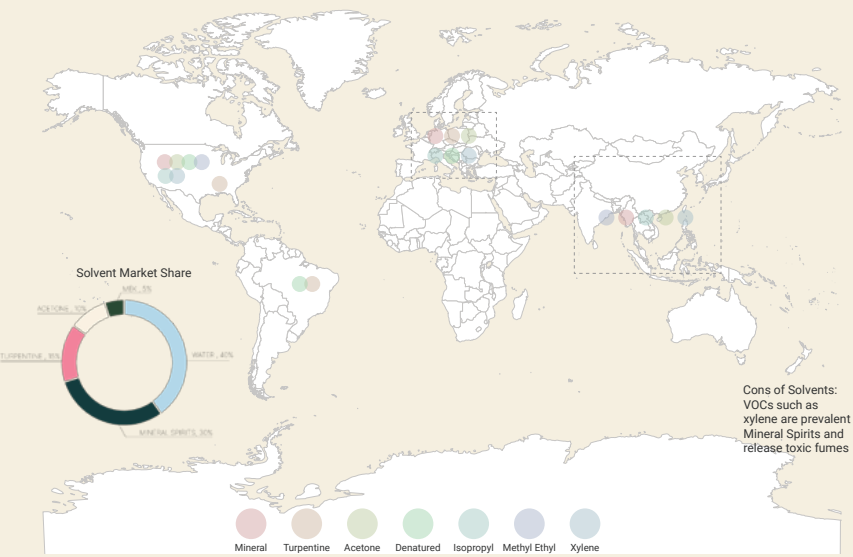 Solvent Market Share
MEK , 5%
ACETONE , 10%
TURPENTINE , 15%
WATER , 40%
MINERAL SPIRITS, 30%
Cons of Solvents:
VOCs such as
xylene are prevalent
Mineral Spirits and
release toxic fumes
Mineral
Turpentine
Acetone
Denatured
Isopropyl
Methyl Ethyl
Xylene